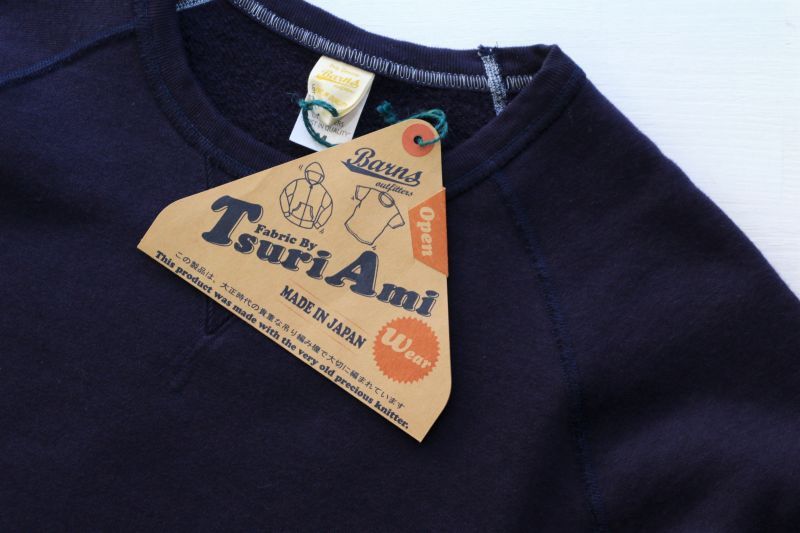 Barns
Barns
outfitters
Open
Fabric By
TsuriAmi
MADE IN JAPAN
Wear
この製品は、大正時代の貴重な吊り編み機で大切に編まれています
This product was made with the very old precious knitter.